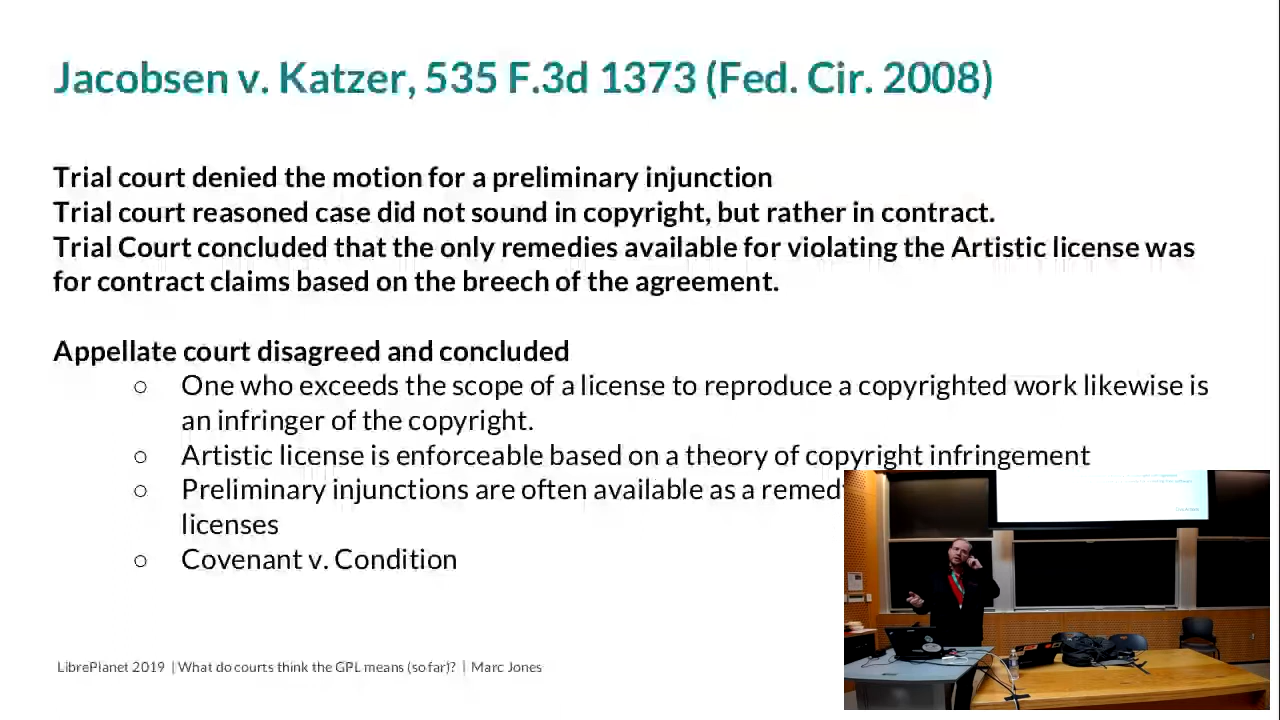 Jacobsen v. Katzer, 535 F.3d 1373 (Fed. Cir. 2008)
Trial court denied the motion for a preliminary injunction
Trial court reasoned case did not sound in copyright, but rather in contract.
Trial Court concluded that the only remedies available for violating the Artistic license was
for contract claims based on the breech of the agreement.
Appellate court disagreed and concluded
○ One who exceeds the scope of a license to reproduce a copyrighted work likewise is
an infringer of the copyright.
○ Artistic license is enforceable based on a theory of copyright infringement
○ Preliminary injunctions are often available as a remed
licenses
○ Covenant v. Condition
LibrePlanet 2019 | What do courts think the GPL means (so far)? | Marc Jones